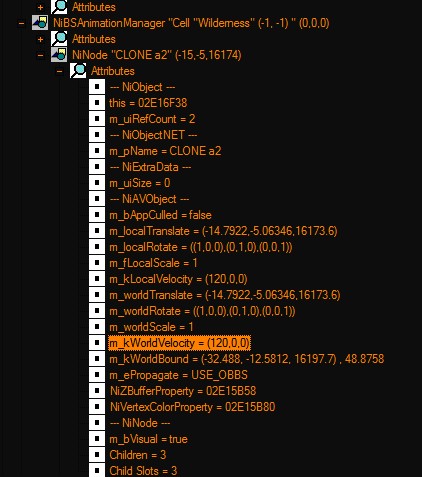 Attributes
NiBSAnimationManager "Cell "Wilderness" (-1, -1) " (0,0,0)
Attributes
NiNode "CLONE a2" (-15,-5,16174)
Attributes
--- NiObject ---
this = 02E16F38
m_uiRefCount = 2
--- NiObjectNET ---
m_pName = CLONE a2
--- NiExtraData ---
m_uiSize = 0
--- NiAVObject ---
m_bAppCulled = false
m_localTranslate = (-14.7922,-5.06346,16173.6)
m_localRotate = ((1,0,0),(0,1,0),(0,0,1))
m_fLocalScale = 1
m_kLocalVelocity = (120,0,0)
m_worldTranslate = (-14.7922,-5.06346,16173.6)
m_worldRotate = ((1,0,0),(0,1,0),(0,0,1))
m_worldScale = 1
m_kWorldVelocity = (120,0,0)
m_kWorldBound = (-32.488, -12.5812, 16197.7) , 48.8758
m_ePropagate = USE_OBBS
NiZBufferProperty = 02E15B58
NiVertexColorProperty = 02E15B80
--- NiNode ---
m_bVisual = true
Children = 3
Child Slots = 3